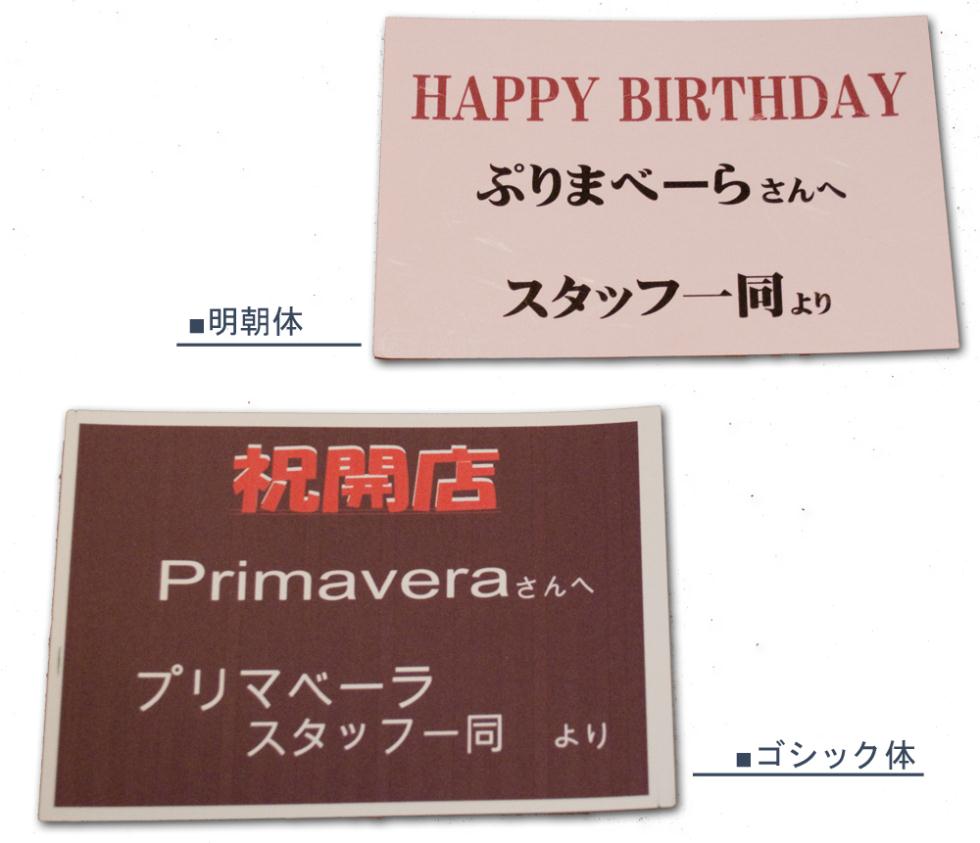 HAPPY BIRTHDAY
ぷりまべーらさんへ
スタッフ一同より
■明朝体
祝開店
Primaveraさんへ
プリマベーラ
スタッフ一同 より
■ゴシック体